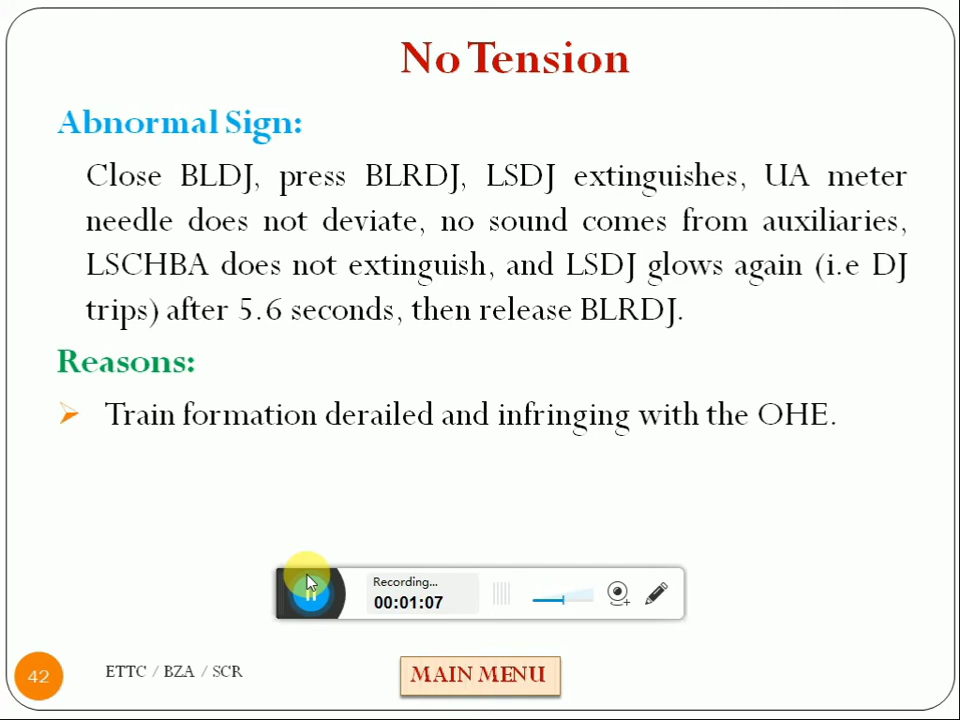 No Tension
Abnormal Sign:
Close BLDJ, press BLRDJ, LSDJ extinguishes, UA meter
needle does not deviate, no sound comes from auxiliaries,
LSCHBA does not extinguish, and LSDJ glows again (i.e DJ
trips) after 5.6 seconds, then release BLRDJ.
Reasons:
Train formation derailed and infringing with the OHE.
Recording...
00:01:07
42
ETTC / BZA / SCR
MAIN MENU